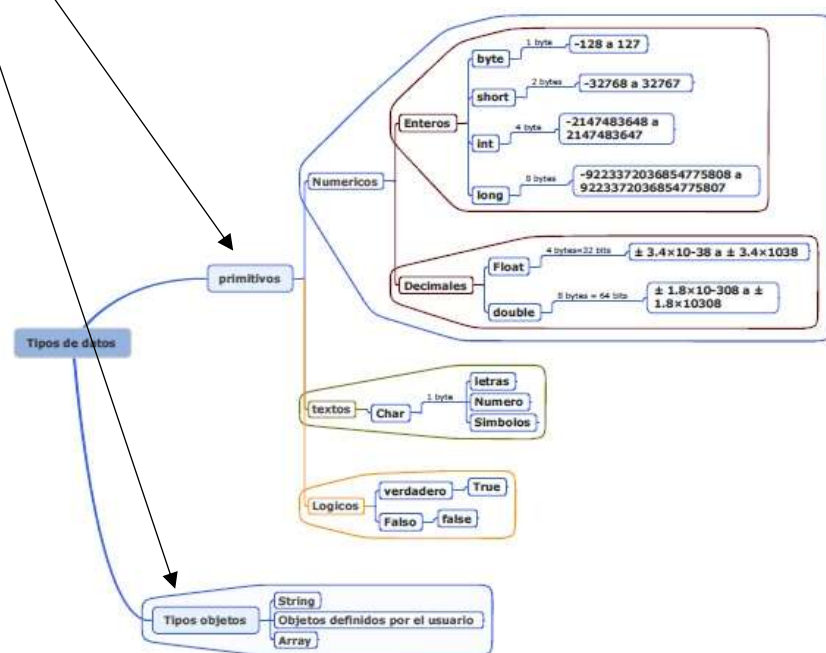 Tipos de datos
primitivos
Numericos
Enteros
byte
1 byte
-128 a 127
short
2 bytes
-32768 a 32767
int
4 byte
-2147483648 a
2147483647
long
8 bytes
-9223372036854775808 a
9223372036854775807
Decimales
Float
4 bytes=32 bits
± 3.4×10-38 a ± 3.4×1038
double
8 bytes = 64 bits
± 1.8×10-308 a ±
1.8×10308
textos
Char
1 byte
letras
Numero
Simbolos
Logicos
verdadero
True
Falso
false
Tipos objetos
String
Objetos definidos por el usuario
Array